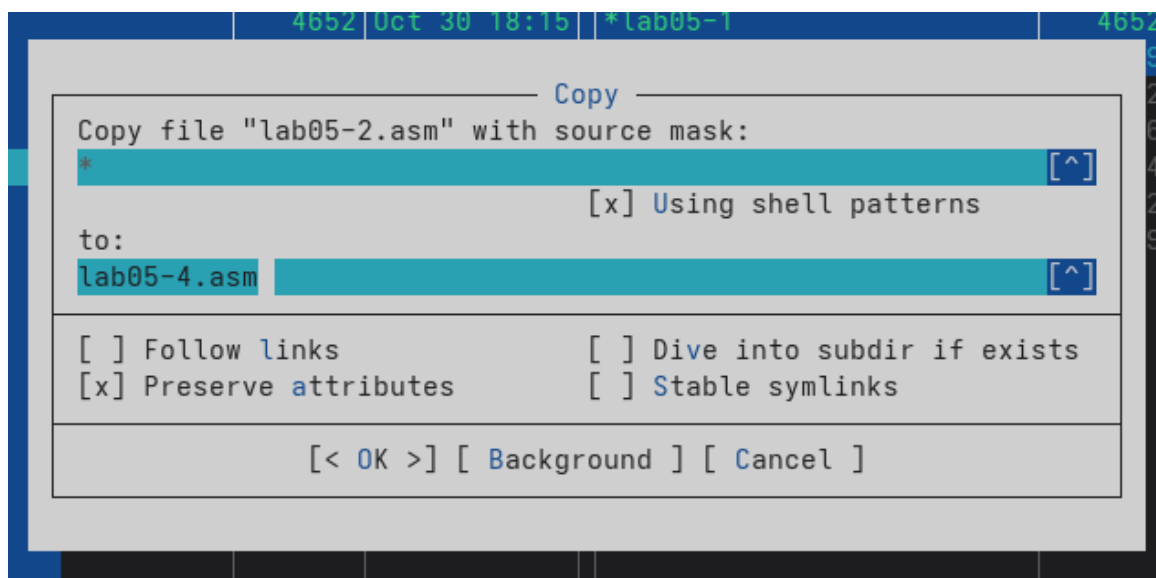 4652 Oct 30 18:15 *lab05-1 4652
Copy
Copy file "lab05-2.asm" with source mask:
* [^]
[x] Using shell patterns
to:
lab05-4.asm [^]
[ ] Follow links [ ] Dive into subdir if exists
[x] Preserve attributes [ ] Stable symlinks
[< OK >] [ Background ] [ Cancel ]